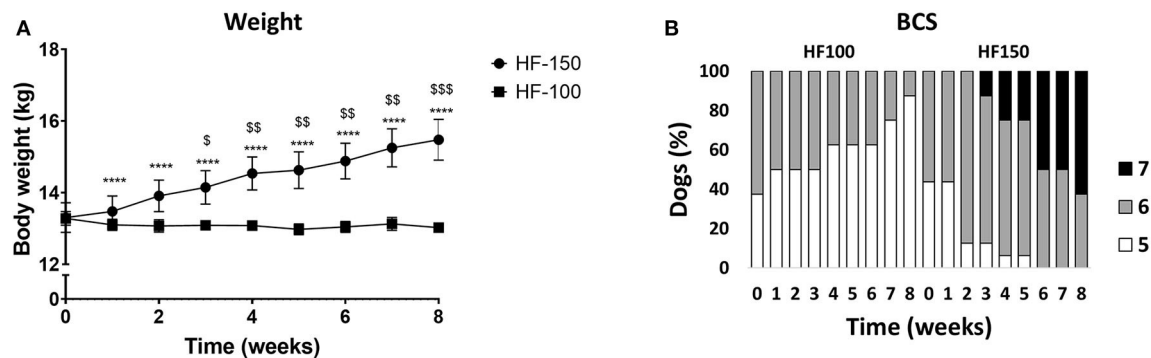 A
Weight
18
16
14
12
0
Body weight (kg)
**** **** **** **** **** **** **** ****
$ $$ $$ $$ $$ $$$
0 2 4 6 8
Time (weeks)
HF-150
HF-100
B
BCS
HF100 HF150
100
80
60
40
20
0
Dogs (%)
0 1 2 3 4 5 6 7 8 0 1 2 3 4 5 6 7 8
Time (weeks)
7
6
5